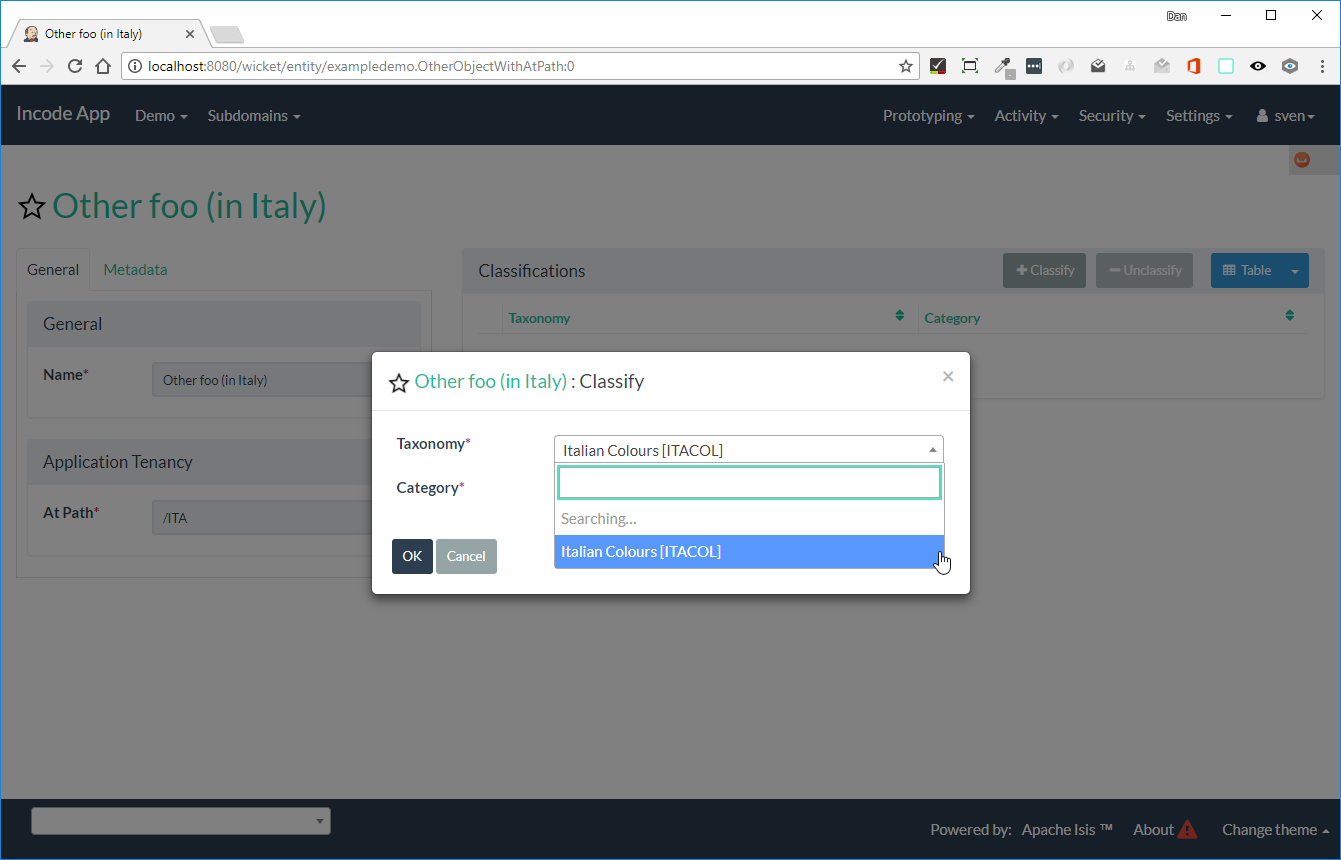 Dan
Other foo (in Italy)
localhost:8080/wicket/entity/exampledemo.OtherObjectWithAtPath:0
Incode App Demo Subdomains Prototyping Activity Security Settings sven
Other foo (in Italy)
General Metadata
Classifications Classify Unclassify Table
General
Taxonomy Category
Name* Other foo (in Italy)
Other foo (in Italy) : Classify ×
Taxonomy* Italian Colours [ITACOL]
Application Tenancy
Category*
At Path* /ITA
Searching...
OK Cancel
Italian Colours [ITACOL]
Powered by: Apache Isis ™ About Change theme